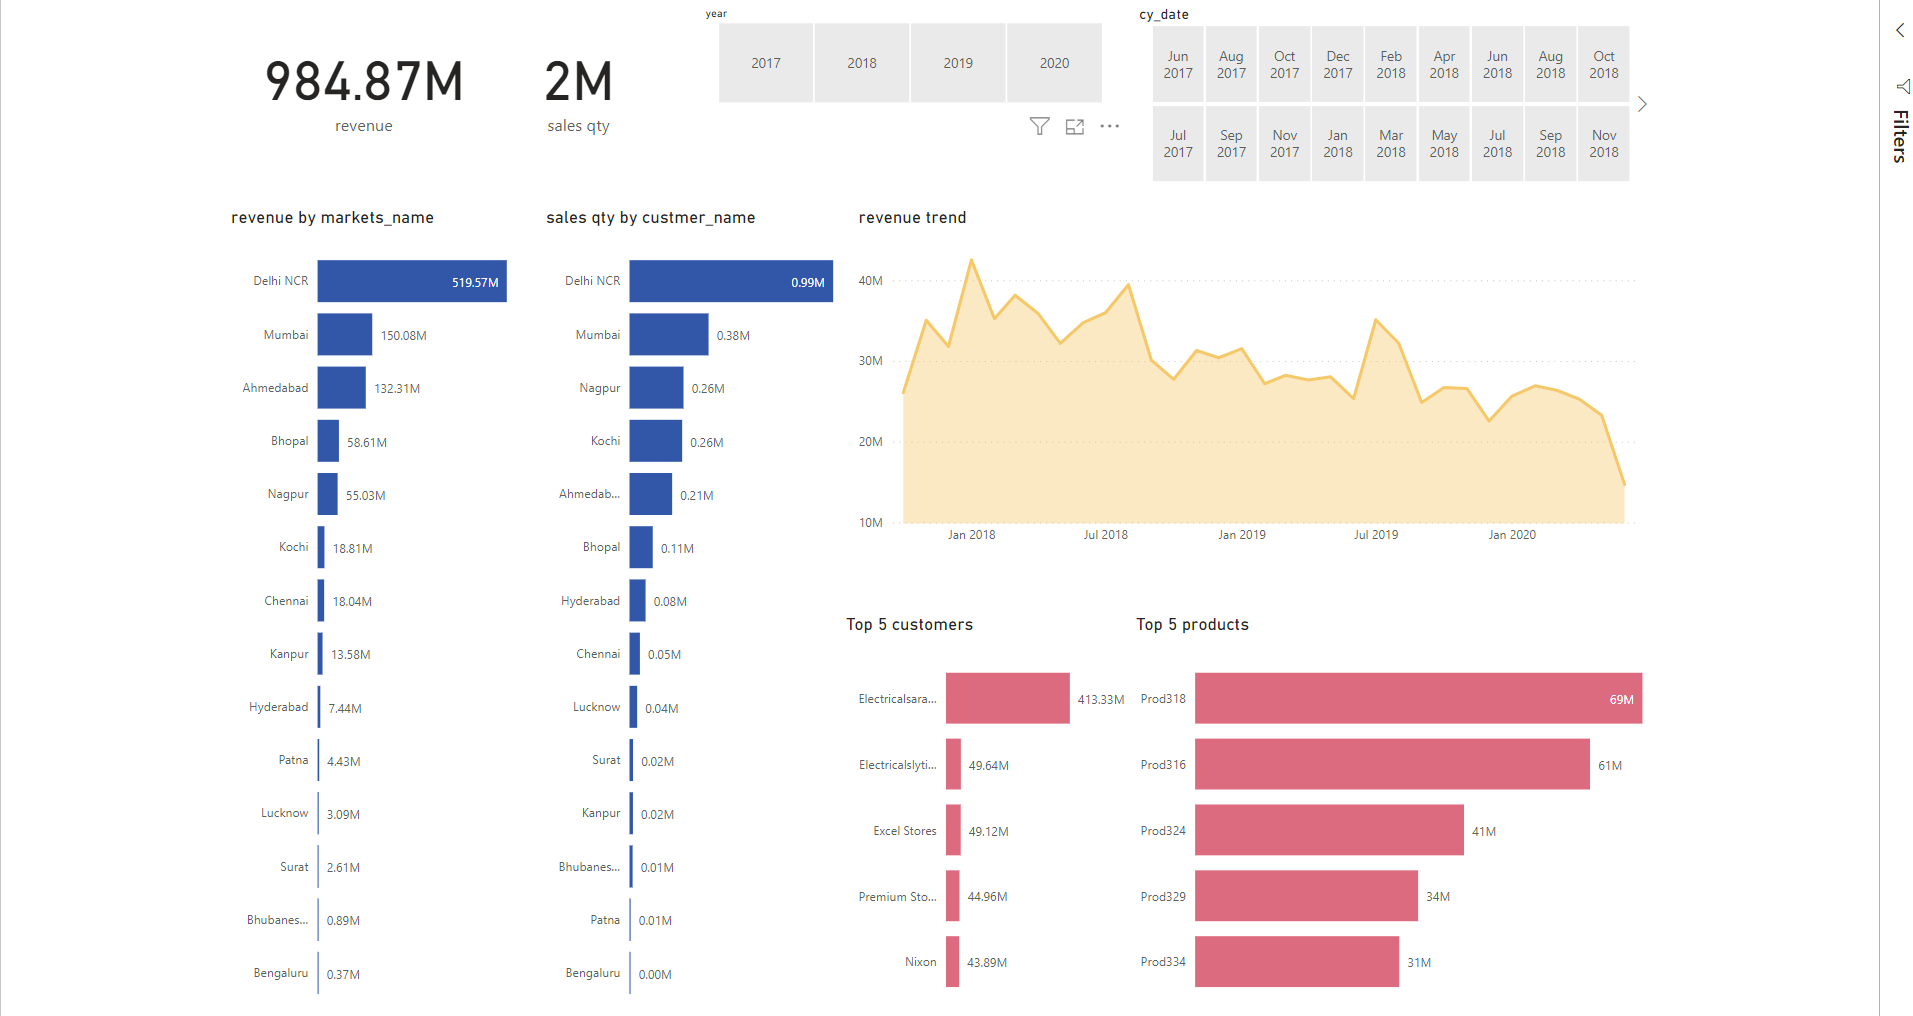 year
cy_date
984.87M
revenue
2M
sales qty
2017
2018
2019
2020
Jun 2017
Aug 2017
Oct 2017
Dec 2017
Feb 2018
Apr 2018
Jun 2018
Aug 2018
Oct 2018
Jul 2017
Sep 2017
Nov 2017
Jan 2018
Mar 2018
May 2018
Jul 2018
Sep 2018
Nov 2018
Filters
revenue by markets_name
Delhi NCR 519.57M
Mumbai 150.08M
Ahmedabad 132.31M
Bhopal 58.61M
Nagpur 55.03M
Kochi 18.81M
Chennai 18.04M
Kanpur 13.58M
Hyderabad 7.44M
Patna 4.43M
Lucknow 3.09M
Surat 2.61M
Bhubanes... 0.89M
Bengaluru 0.37M
sales qty by custmer_name
Delhi NCR 0.99M
Mumbai 0.38M
Nagpur 0.26M
Kochi 0.26M
Ahmedab... 0.21M
Bhopal 0.11M
Hyderabad 0.08M
Chennai 0.05M
Lucknow 0.04M
Surat 0.02M
Kanpur 0.02M
Bhubanes... 0.01M
Patna 0.01M
Bengaluru 0.00M
revenue trend
40M
30M
20M
10M
Jan 2018
Jul 2018
Jan 2019
Jul 2019
Jan 2020
Top 5 customers
Electricalsara... 413.33M
Electricalslyti... 49.64M
Excel Stores 49.12M
Premium Sto... 44.96M
Nixon 43.89M
Top 5 products
Prod318 69M
Prod316 61M
Prod324 41M
Prod329 34M
Prod334 31M